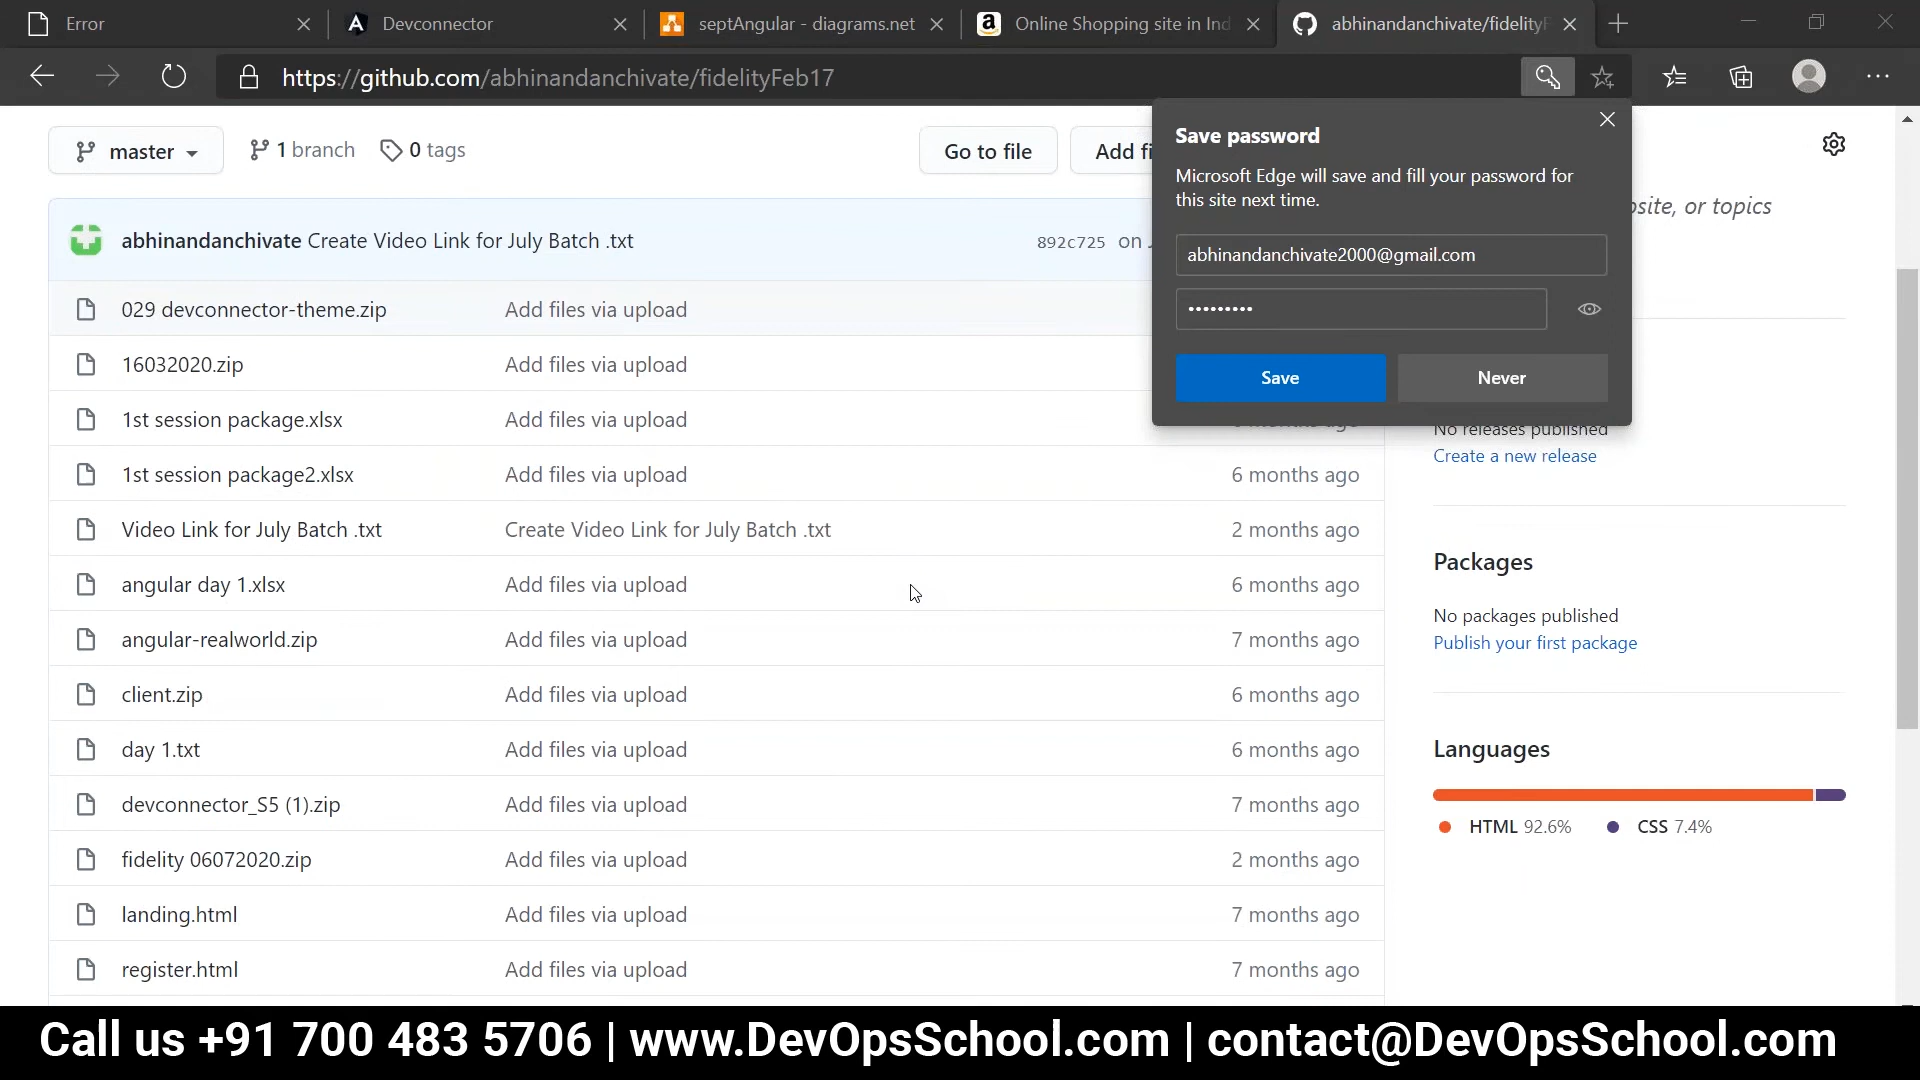 Error
Devconnector
septAngular - diagrams.net
Online Shopping site in Ind
abhinandanchivate/fidelityF
https://github.com/abhinandanchivate/fidelityFeb17
master
1 branch
0 tags
Go to file
Add fi
Save password
Microsoft Edge will save and fill your password for
this site next time.
abhinandanchivate2000@gmail.com
•••••••••
Save
Never
site, or topics
abhinandanchivate Create Video Link for July Batch .txt
892c725 on
029 devconnector-theme.zip Add files via upload
16032020.zip Add files via upload
1st session package.xlsx Add files via upload
1st session package2.xlsx Add files via upload 6 months ago
Video Link for July Batch .txt Create Video Link for July Batch .txt 2 months ago
angular day 1.xlsx Add files via upload 6 months ago
angular-realworld.zip Add files via upload 7 months ago
client.zip Add files via upload 6 months ago
day 1.txt Add files via upload 6 months ago
devconnector_S5 (1).zip Add files via upload 7 months ago
fidelity 06072020.zip Add files via upload 2 months ago
landing.html Add files via upload 7 months ago
register.html Add files via upload 7 months ago
No releases published
Create a new release
Packages
No packages published
Publish your first package
Languages
HTML 92.6% CSS 7.4%
Call us +91 700 483 5706 | www.DevOpsSchool.com | contact@DevOpsSchool.com